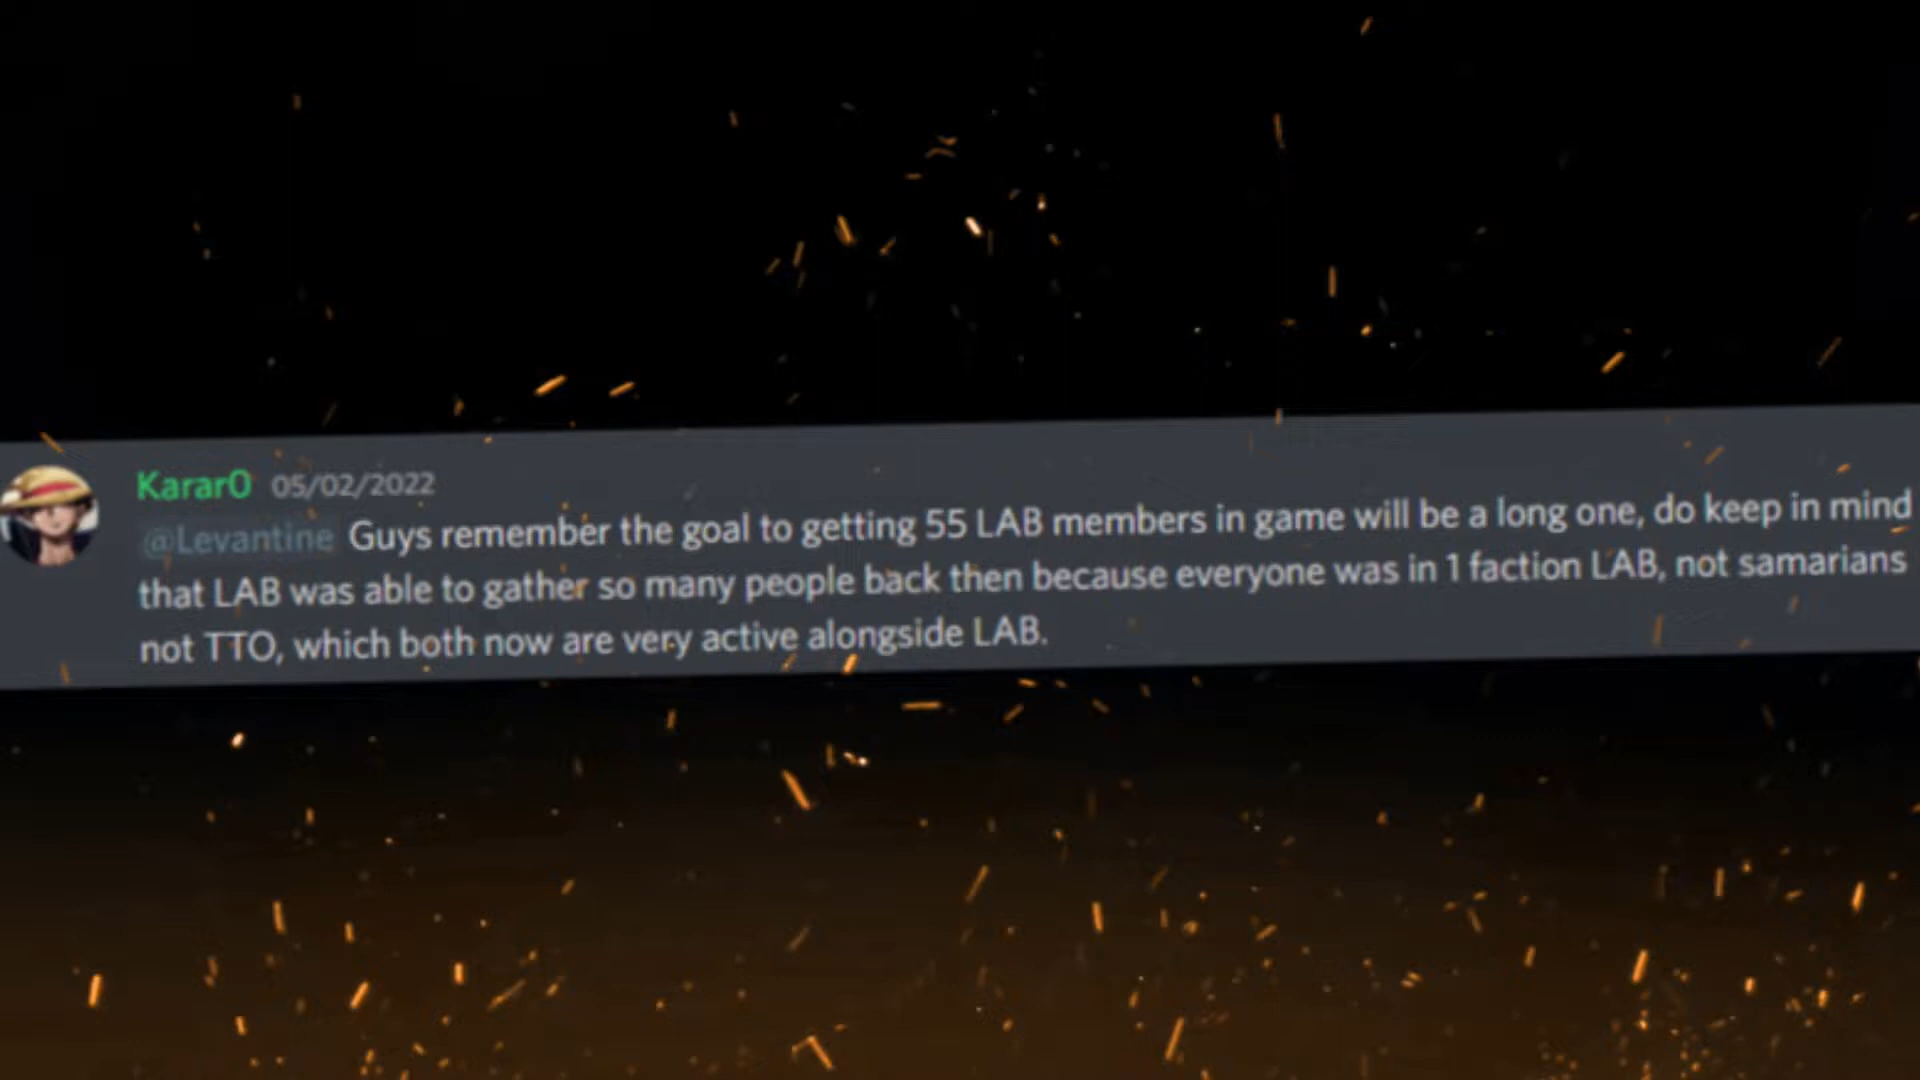 KararO 05/02/2022
@Levantine Guys remember the goal to getting 55 LAB members in game will be a long one, do keep in mind
that LAB was able to gather so many people back then because everyone was in 1 faction LAB, not samarians
not TTO, which both now are very active alongside LAB.